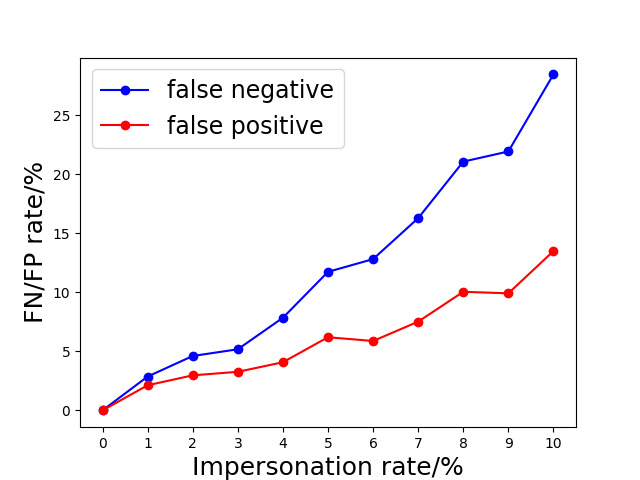 false negative
false positive
FN/FP rate/%
25
20
15
10
5
0
0 1 2 3 4 5 6 7 8 9 10
Impersonation rate/%